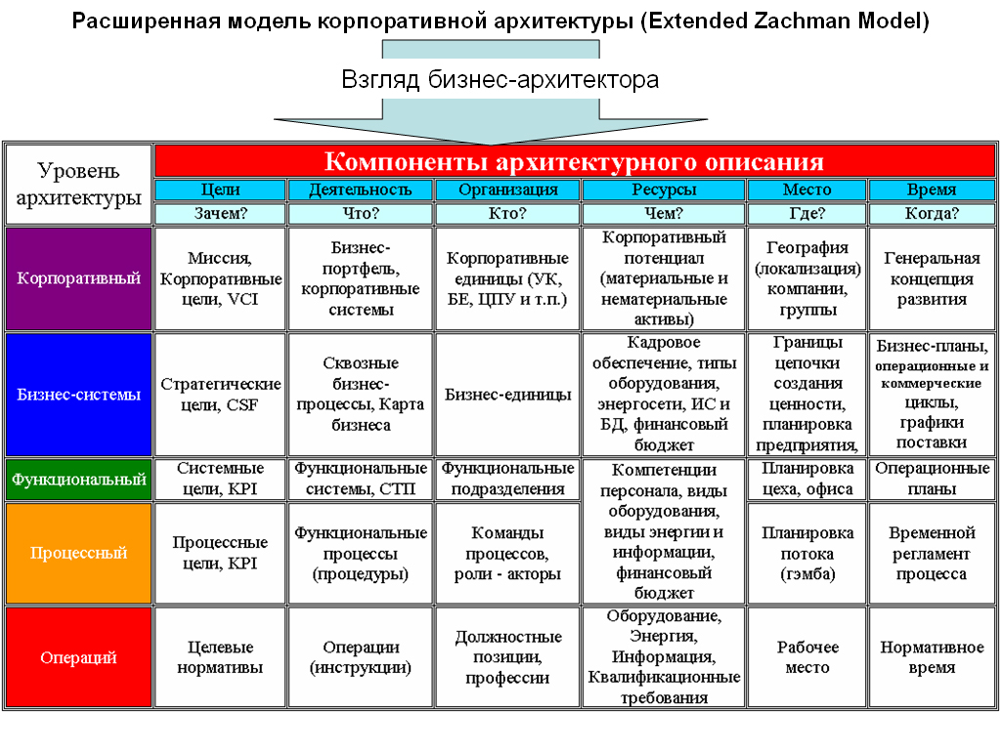 Расширенная модель корпоративной архитектуры (Extended Zachman Model)
Взгляд бизнес-архитектора
Уровень
архитектуры
Компоненты архитектурного описания
Цели
Деятельность
Организация
Ресурсы
Место
Время
Зачем?
Что?
Кто?
Чем?
Где?
Когда?
Корпоративный
Миссия,
Корпоративные
цели, VCI
Бизнес-
портфель,
корпоративные
системы
Корпоративные
единицы (УК,
БЕ, ЦПУ и т.п.)
Корпоративный
потенциал
(материальные и
нематериальные
активы)
География
(локализация)
компании,
группы
Генеральная
концепция
развития
Бизнес-системы
Стратегические
цели, CSF
Сквозные
бизнес-
процессы, Карта
бизнеса
Бизнес-единицы
Кадровое
обеспечение, типы
оборудования,
энергосети, ИС и
БД, финансовый
бюджет
Границы
цепочки
создания
ценности,
планировка
предприятия,
Бизнес-планы,
операционные и
коммерческие
циклы,
графики
поставки
Функциональный
Системные
цели, KPI
Функциональные
системы, СТП
Функциональные
подразделения
Компетенции
персонала, виды
оборудования,
виды энергии и
информации,
финансовый
бюджет
Планировка
цеха, офиса
Операционные
планы
Процессный
Процессные
цели, KPI
Функциональные
процессы
(процедуры)
Команды
процессов,
роли - акторы
Планировка
потока
(гэмба)
Временной
регламент
процесса
Операций
Целевые
нормативы
Операции
(инструкции)
Должностные
позиции,
профессии
Оборудование,
Энергия,
Информация,
Квалификационные
требования
Рабочее
место
Нормативное
время